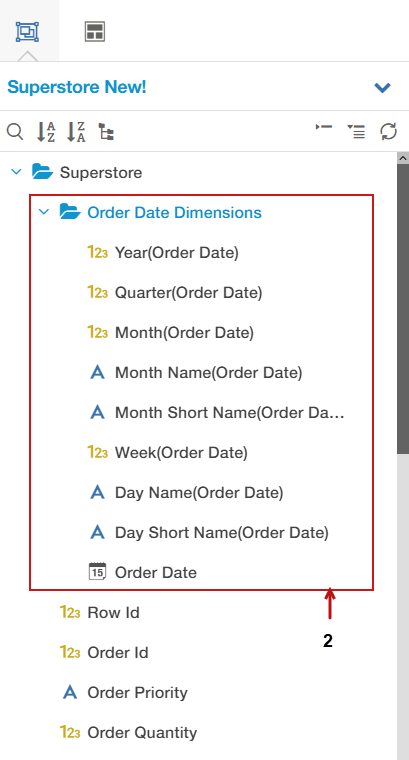 Superstore New!
A Z
Z A
Superstore
Order Date Dimensions
123 Year(Order Date)
123 Quarter(Order Date)
123 Month(Order Date)
A Month Name(Order Date)
A Month Short Name(Order Da...
123 Week(Order Date)
A Day Name(Order Date)
A Day Short Name(Order Date)
15 Order Date
123 Row Id
2
123 Order Id
A Order Priority
123 Order Quantity